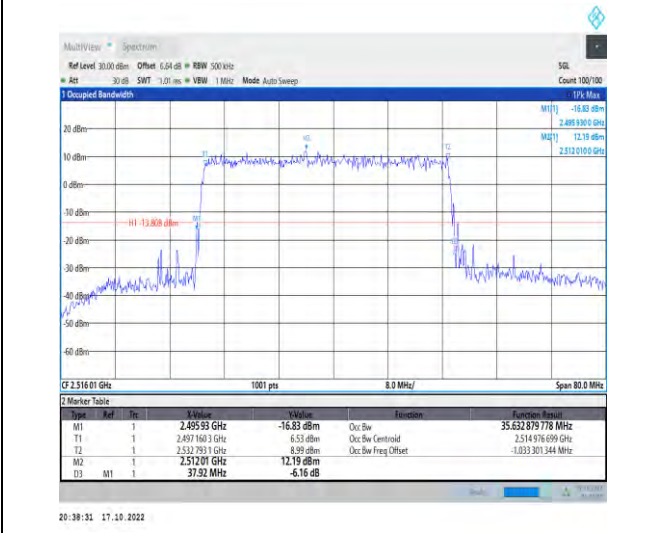 MultiView Spectrum
Ref Level 30.00 dBm Offset 6.64 dB RBW 500 kHz SGL
Att 30 dB SWT 1.01 ms VBW 1 MHz Mode Auto Sweep Count 100/100
1 Occupied Bandwidth 1Pk Max
M1[1] -16.83 dBm
2.495 930 0 GHz
M2[1] 12.19 dBm
2.512 010 0 GHz
20 dBm
10 dBm
0 dBm
-10 dBm
H1 -13.808 dBm
-20 dBm
-30 dBm
-40 dBm
-50 dBm
-60 dBm
T1
M2
T2
M1
CF 2.516 01 GHz 1001 pts 8.0 MHz/ Span 80.0 MHz
2 Marker Table
Type Ref Trc X-Value Y-Value Function Function Result
M1 1 2.495 93 GHz -16.83 dBm Occ Bw 35.632 879 778 MHz
T1 1 2.497 160 3 GHz 6.53 dBm Occ Bw Centroid 2.514 976 699 GHz
T2 1 2.532 793 1 GHz 8.99 dBm Occ Bw Freq Offset -1.033 301 344 MHz
M2 1 2.512 01 GHz 12.19 dBm
D3 M1 1 37.92 MHz -6.16 dB
20:38:31 17.10.2022